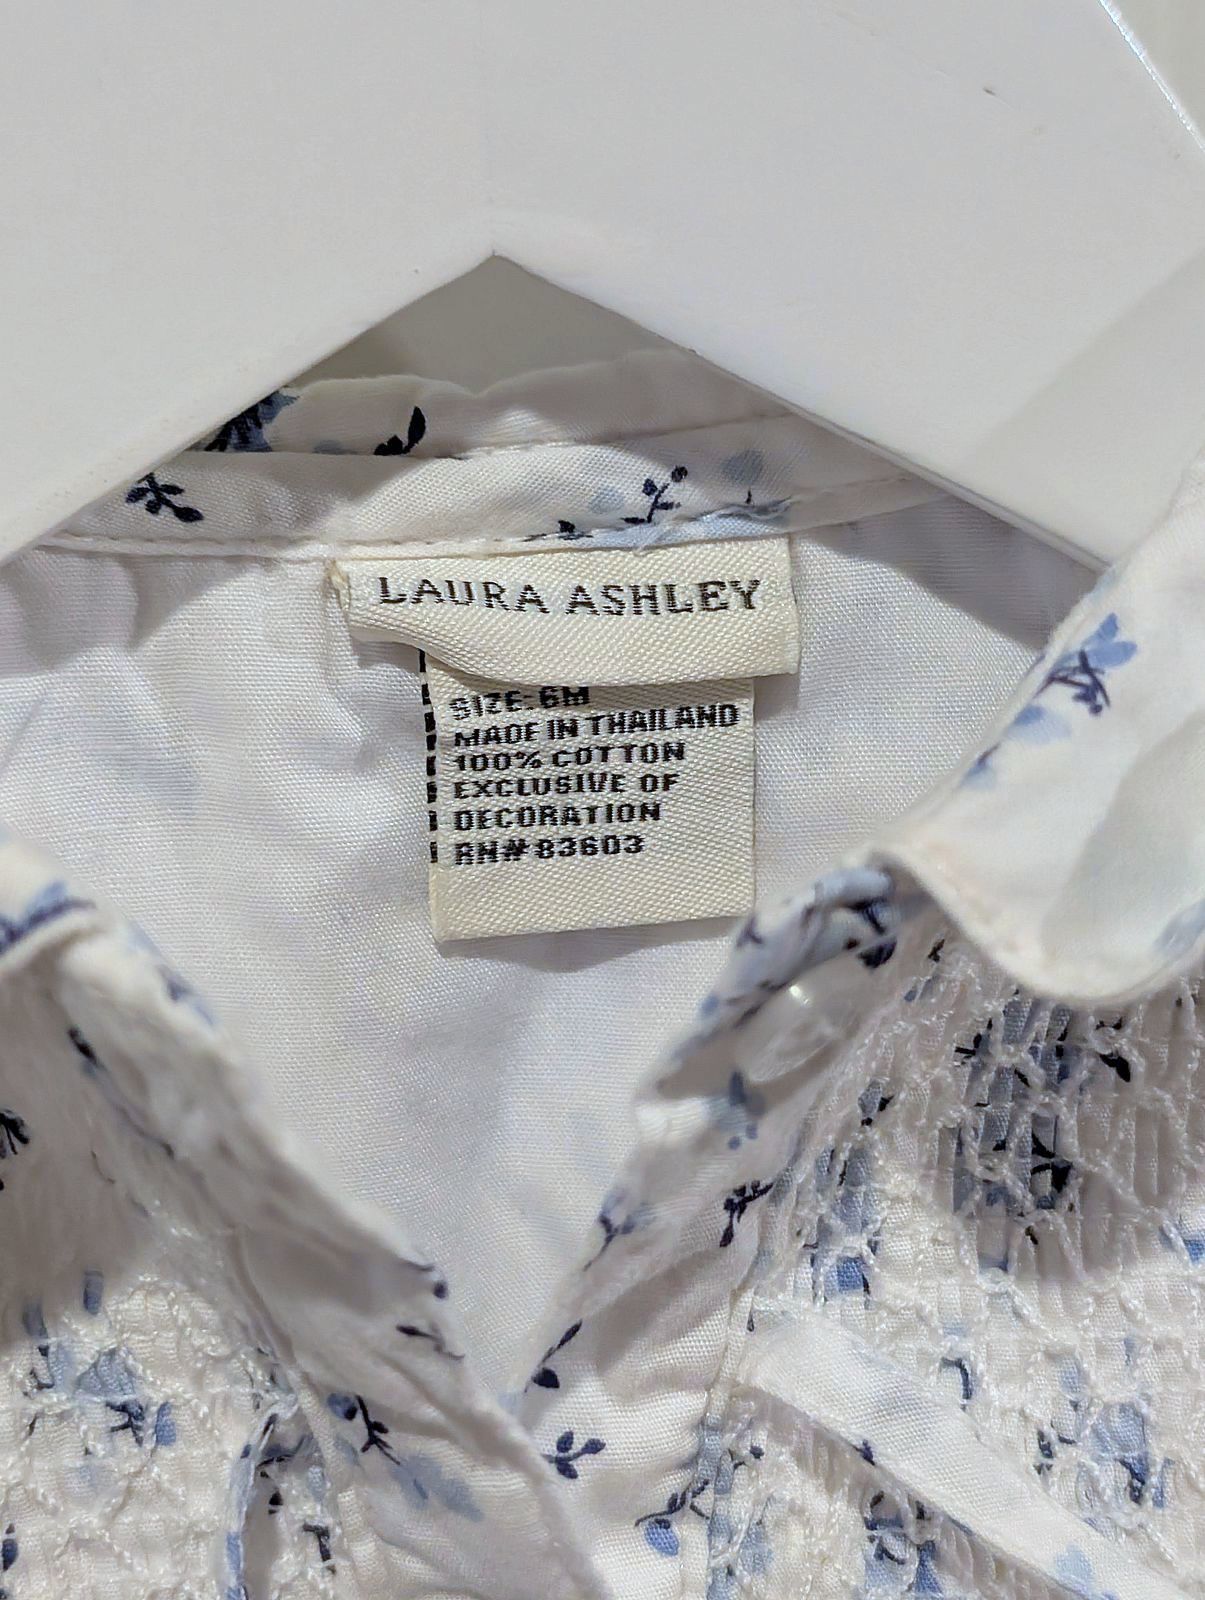 LAURA ASHLEY
SIZE: 6M
MADE IN THAILAND
100% COTTON
EXCLUSIVE OF
DECORATION
RN# 83603